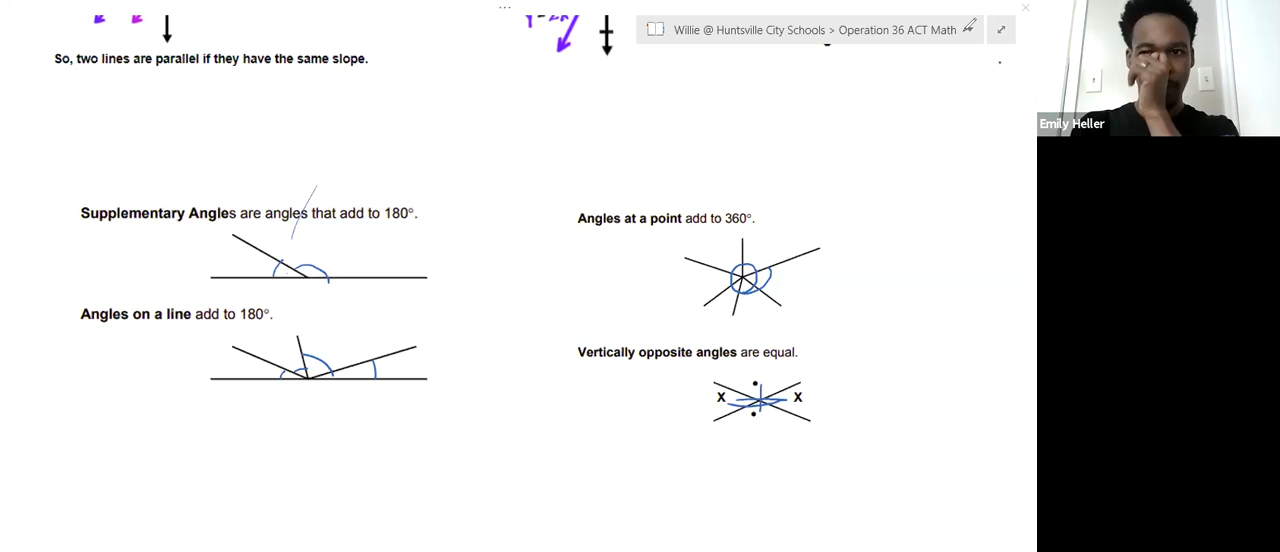 Willie @ Huntsville City Schools > Operation 36 ACT Math
So, two lines are parallel if they have the same slope.
Emily Heller
Supplementary Angles are angles that add to 180°.
Angles on a line add to 180°.
Angles at a point add to 360°.
Vertically opposite angles are equal.
X X